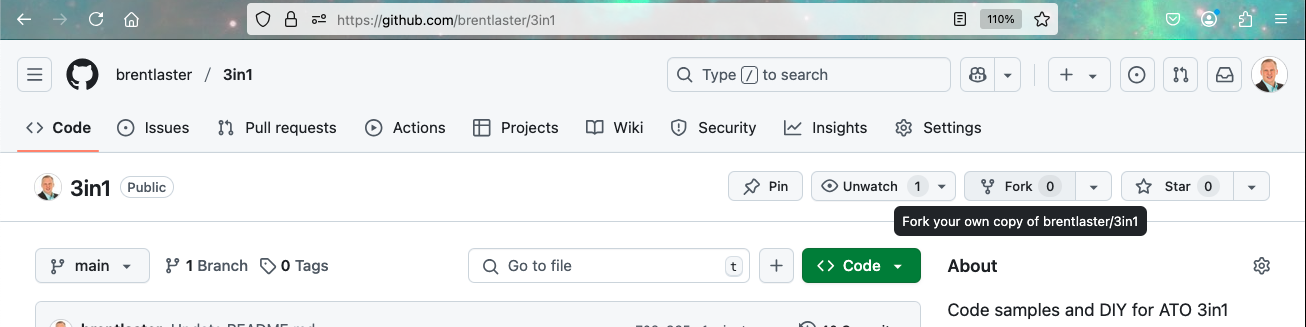 https://github.com/brentlaster/3in1 110%
brentlaster / 3in1 Type / to search
Code Issues Pull requests Actions Projects Wiki Security Insights Settings
3in1 Public Pin Unwatch 1 Fork 0 Star 0
Fork your own copy of brentlaster/3in1
main 1 Branch 0 Tags Go to file t Code About
Code samples and DIY for ATO 3in1